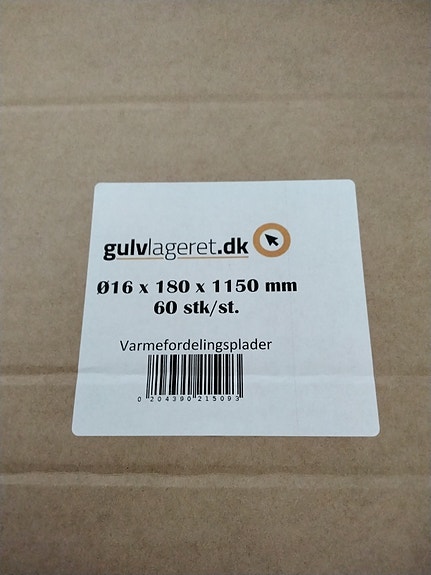 gulvlageret.dk
Ø16 x 180 x 1150 mm
60 stk/st.
Varmefordelingsplader
0 204390 215093